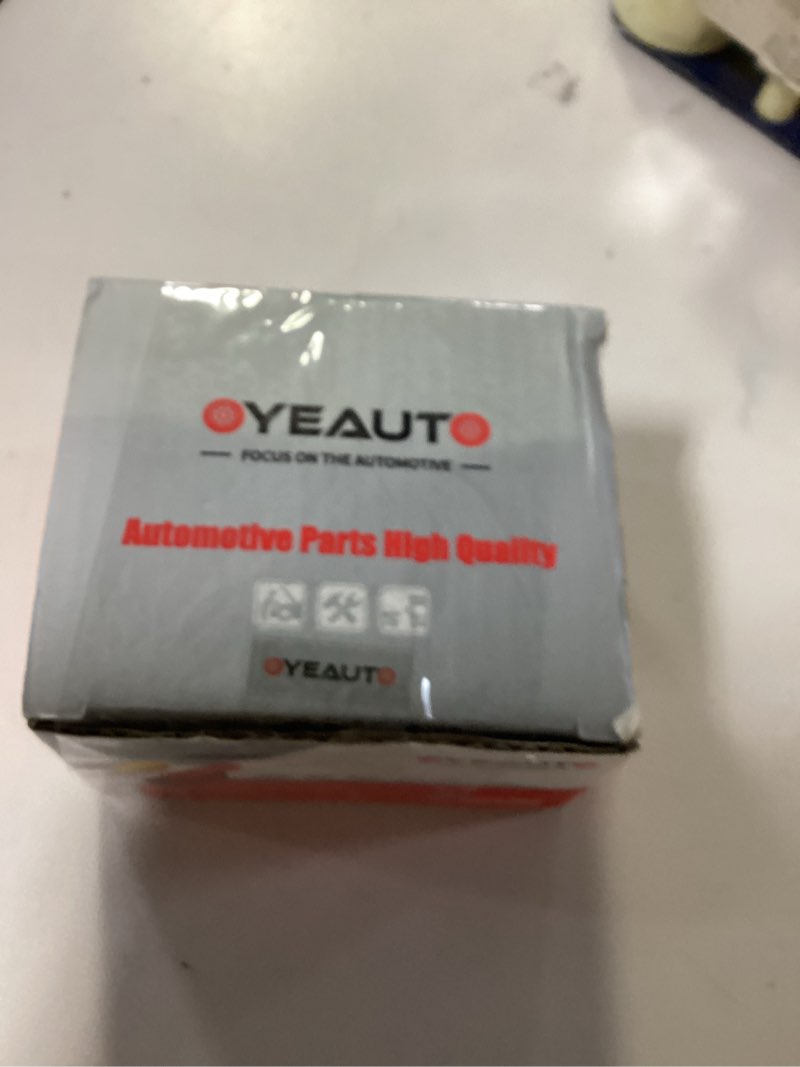 OYEAUTO
FOCUS ON THE AUTOMOTIVE
Automotive Parts High Quality
OYEAUTO